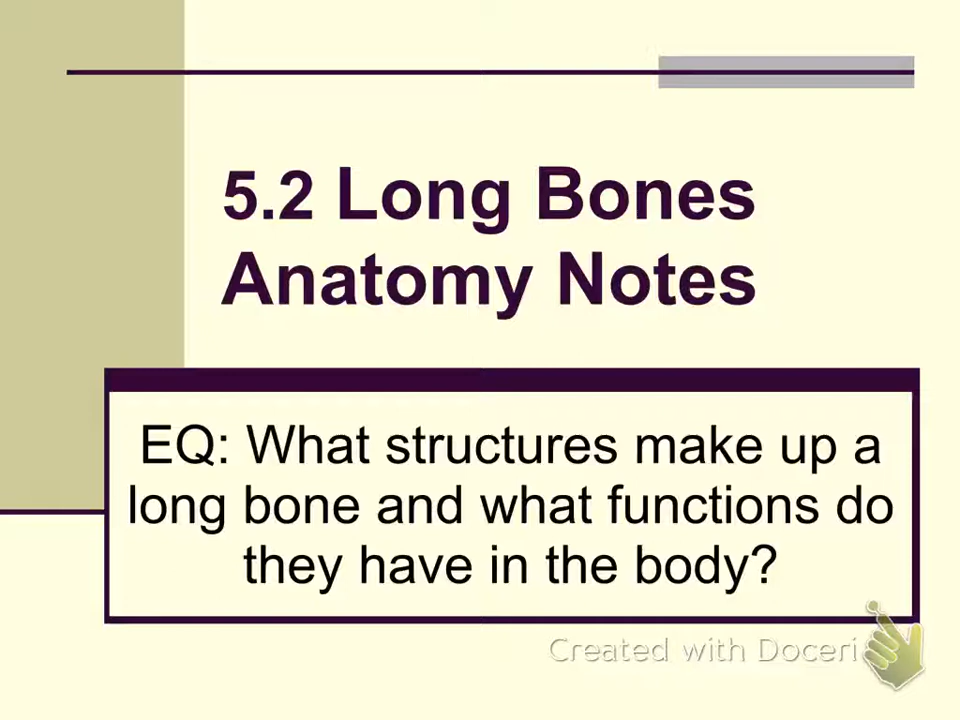 5.2 Long Bones
Anatomy Notes
EQ: What structures make up a
long bone and what functions do
they have in the body?
Created with Doceri